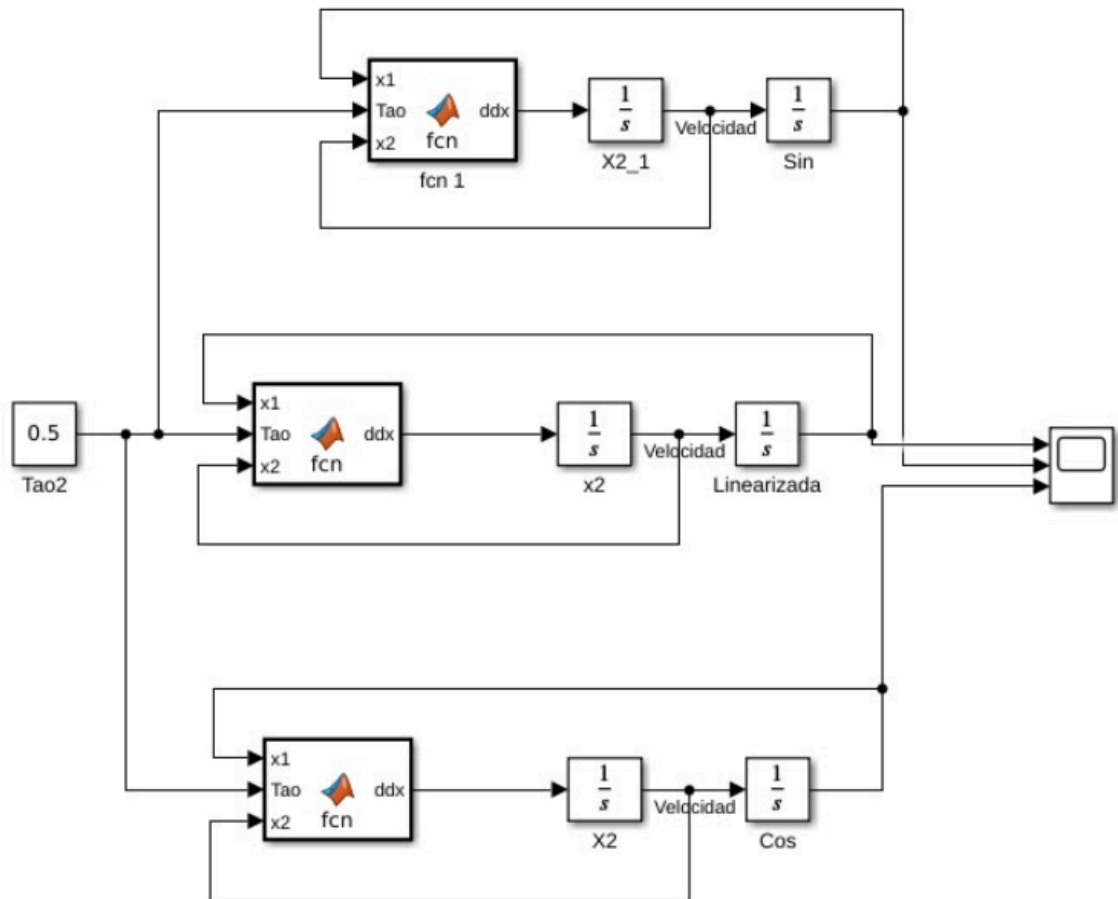 x1
Tao
x2
ddx
fcn
fcn 1
1
s
X2_1
Velocidad
1
s
Sin
0.5
Tao2
x1
Tao
x2
ddx
fcn
1
s
x2
Velocidad
1
s
Linearizada
x1
Tao
x2
ddx
fcn
1
s
X2
Velocidad
1
s
Cos